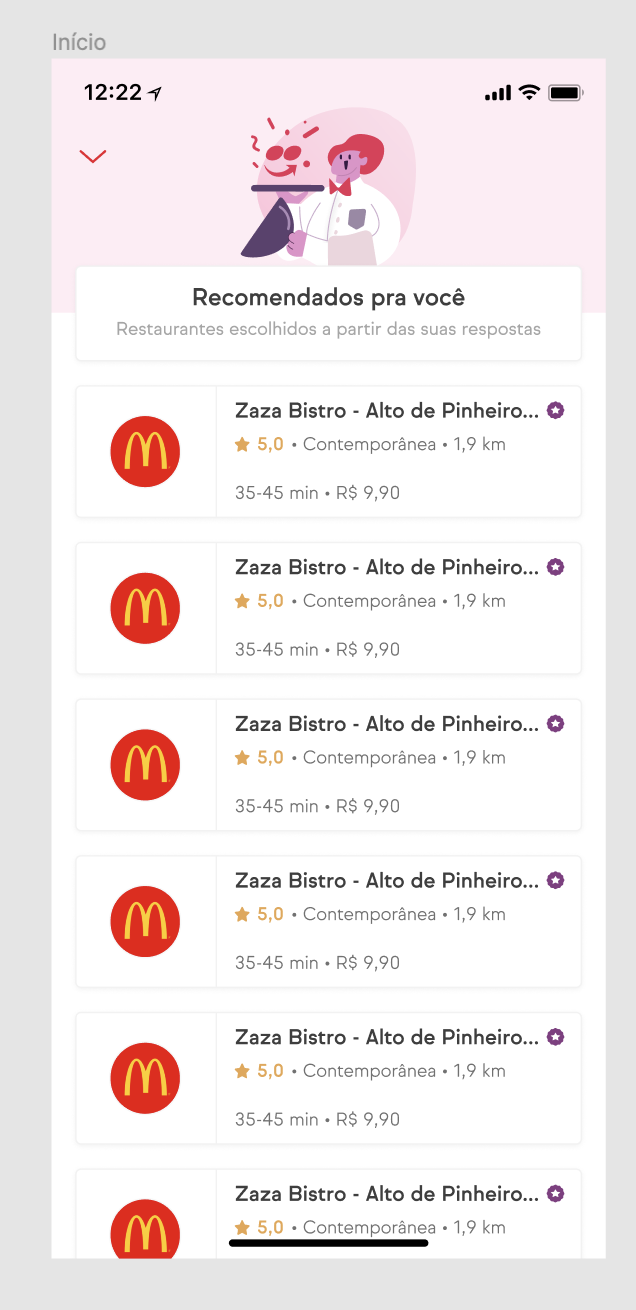 Início
12:22
Recomendados pra você
Restaurantes escolhidos a partir das suas respostas
Zaza Bistro - Alto de Pinheiro...
5,0 • Contemporânea • 1,9 km
35-45 min • R$ 9,90
Zaza Bistro - Alto de Pinheiro...
5,0 • Contemporânea • 1,9 km
35-45 min • R$ 9,90
Zaza Bistro - Alto de Pinheiro...
5,0 • Contemporânea • 1,9 km
35-45 min • R$ 9,90
Zaza Bistro - Alto de Pinheiro...
5,0 • Contemporânea • 1,9 km
35-45 min • R$ 9,90
Zaza Bistro - Alto de Pinheiro...
5,0 • Contemporânea • 1,9 km
35-45 min • R$ 9,90
Zaza Bistro - Alto de Pinheiro...
5,0 • Contemporânea • 1,9 km